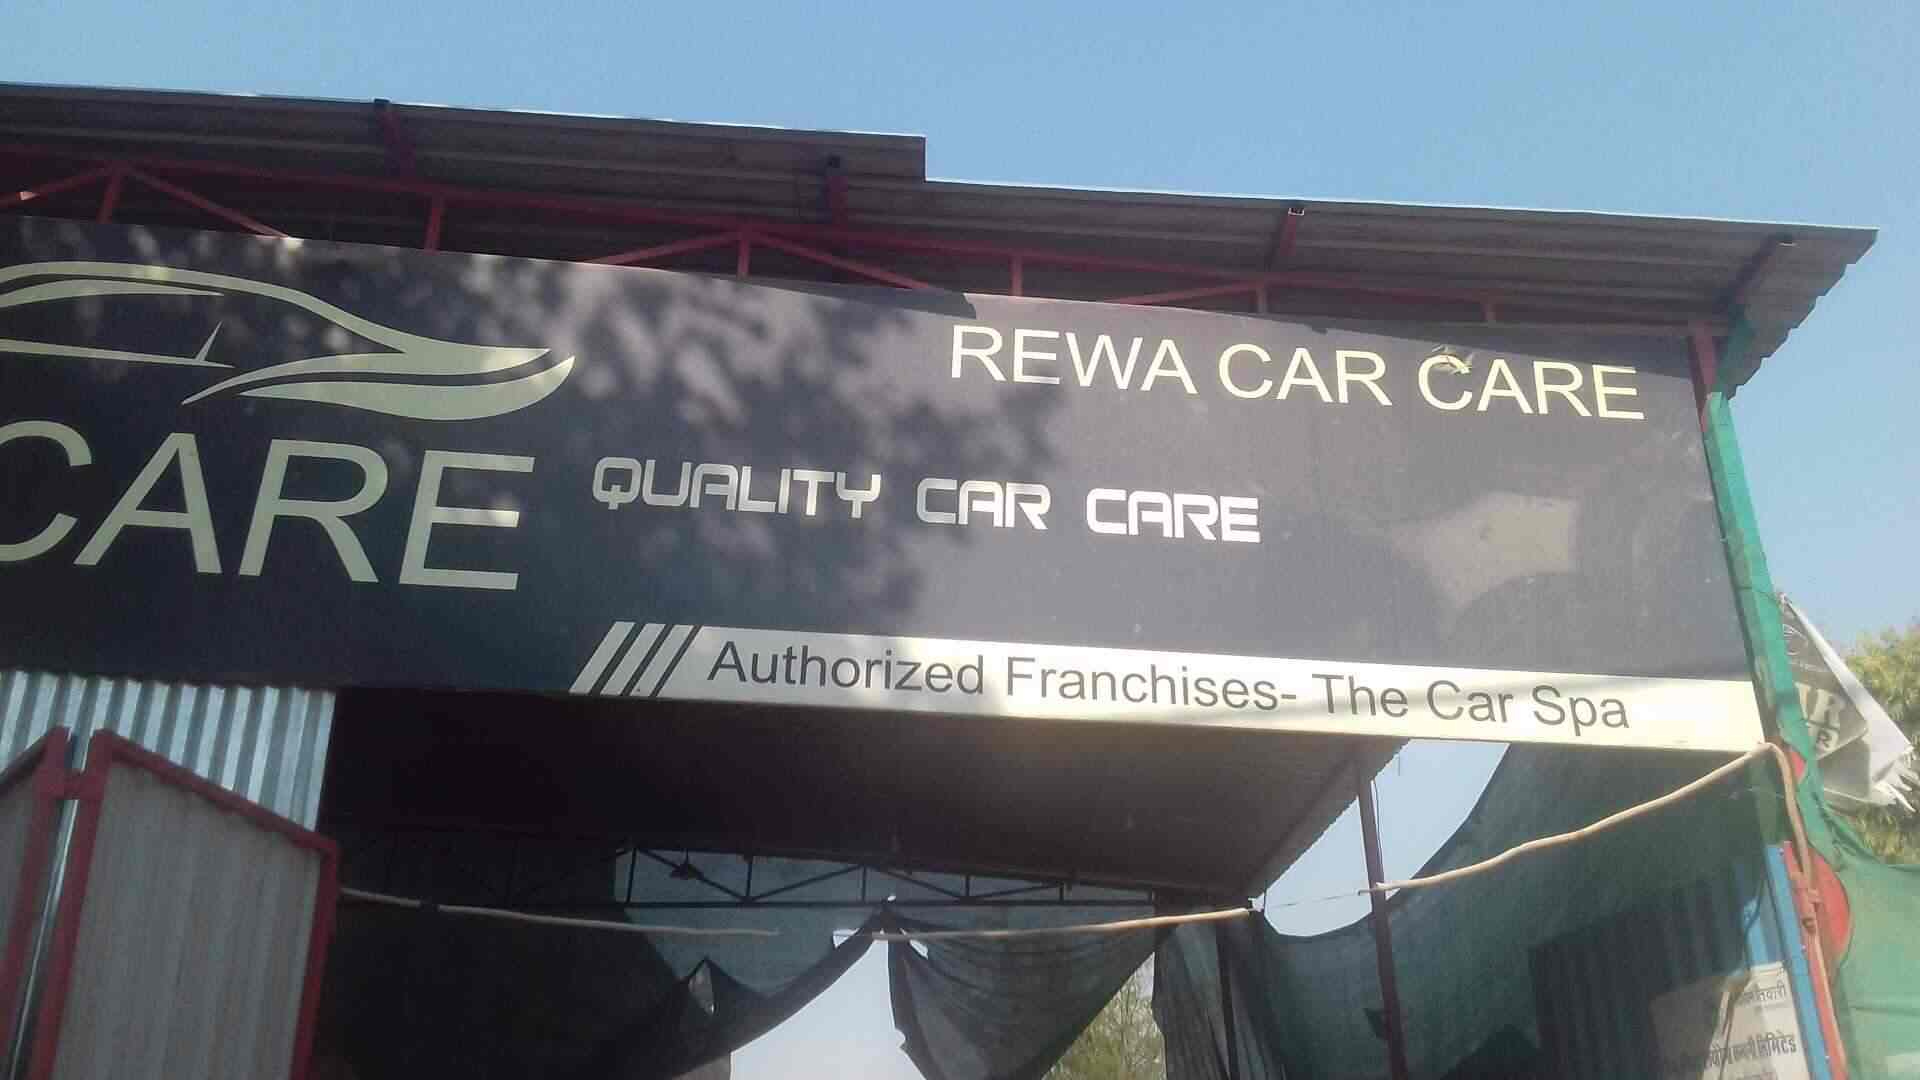 REWA CAR CARE
CARE
QUALITY CAR CARE
Authorized Franchises- The Car Spa
लिमिटेड